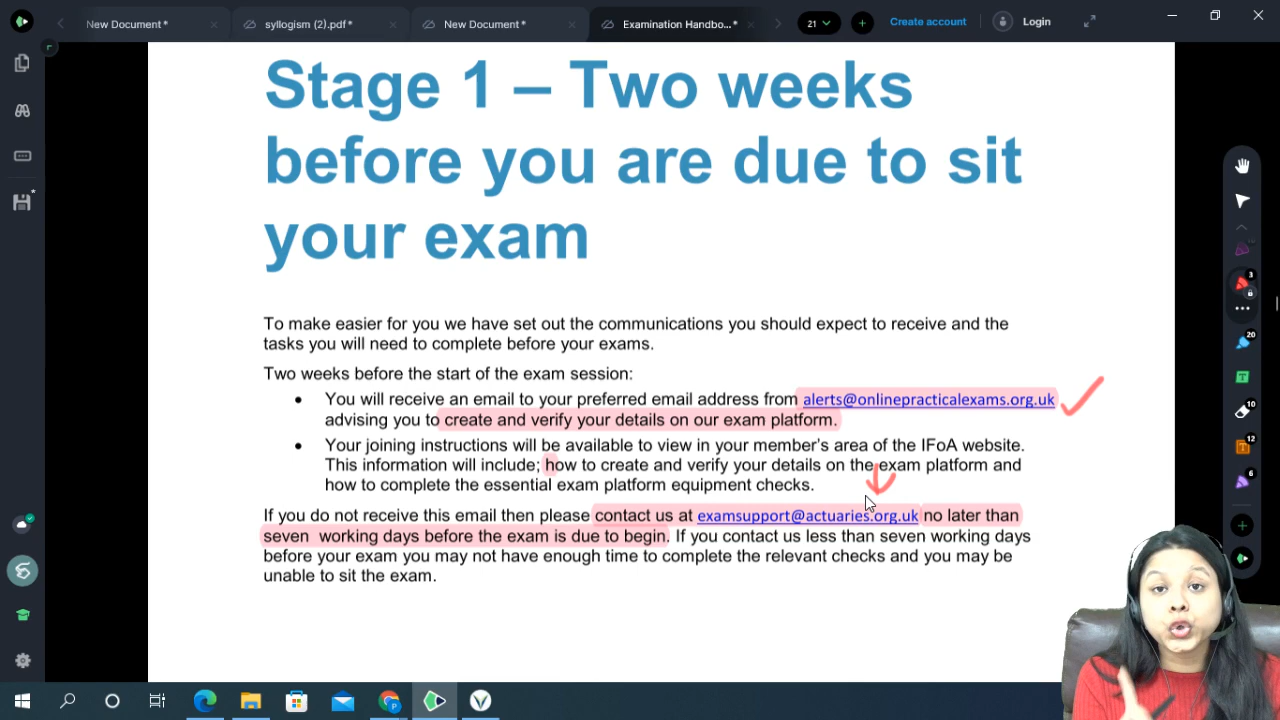 New Document *
syllogism (2).pdf*
New Document*
Examination Handbo...*
21
Create account
Login
Stage 1 – Two weeks
before you are due to sit
your exam
To make easier for you we have set out the communications you should expect to receive and the
tasks you will need to complete before your exams.
Two weeks before the start of the exam session:
• You will receive an email to your preferred email address from alerts@onlinepracticalexams.org.uk
advising you to create and verify your details on our exam platform.
• Your joining instructions will be available to view in your member's area of the IFoA website.
This information will include; how to create and verify your details on the exam platform and
how to complete the essential exam platform equipment checks.
If you do not receive this email then please contact us at examsupport@actuaries.org.uk no later than
seven working days before the exam is due to begin. If you contact us less than seven working days
before your exam you may not have enough time to complete the relevant checks and you may be
unable to sit the exam.
3
20
T
10
12
T
6